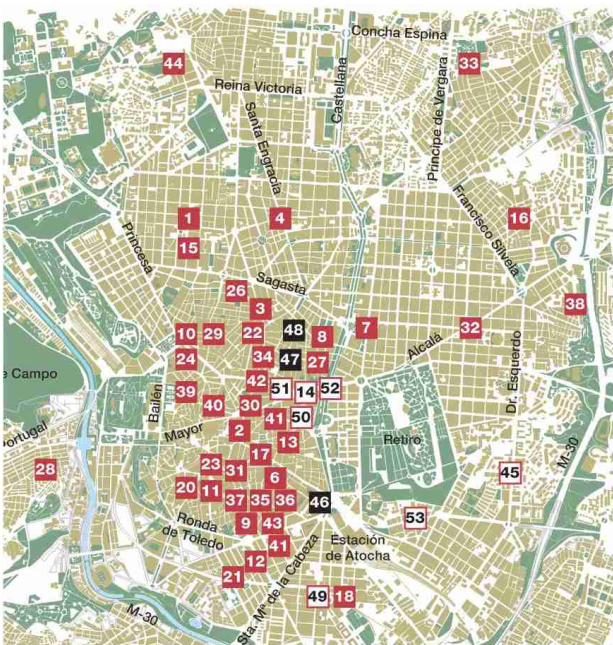 Concha Espina
44
33
Reina Victoria
Castellana
Príncipe de Vergara
Santa Engracia
1
4
16
Francisco Silvela
Princesa
15
Sagasta
26
3
38
10
29
22
48
8
7
32
Alcalá
24
34
47
27
e Campo
Dr. Esquerdo
39
42
51
14
52
Bailén
40
30
41
50
Mayor
2
13
Retiro
Portugal
17
M-30
28
23
31
6
45
20
11
37
35
36
46
53
Ronda
de Toledo
9
43
Estación
de Atocha
41
12
21
Sta. Mª de la Cabeza
49
18
M-30